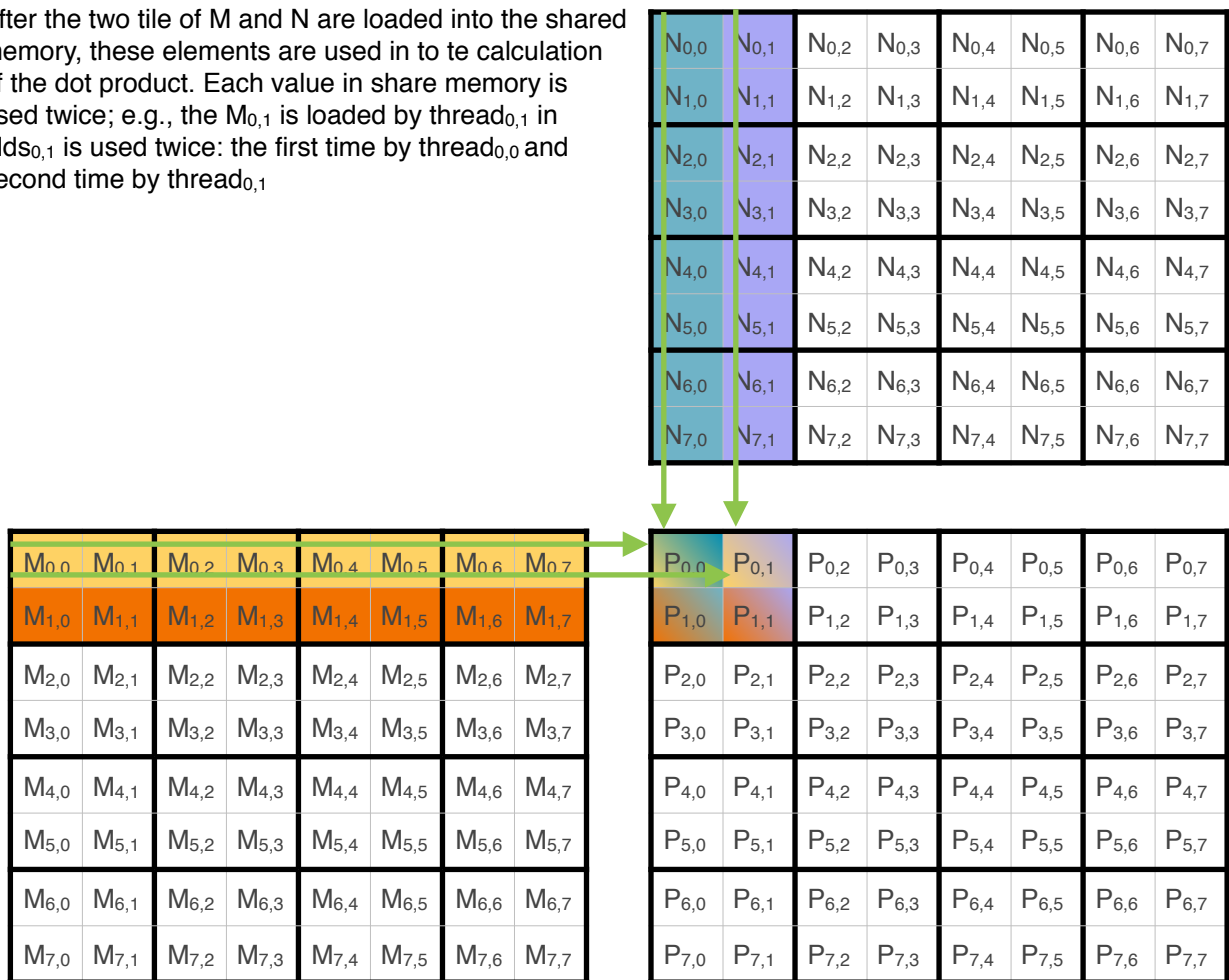 fter the two tile of M and N are loaded into the shared
emory, these elements are used in to te calculation
f the dot product. Each value in share memory is
sed twice; e.g., the M0,1 is loaded by thread0,1 in
ds0,1 is used twice: the first time by thread0,0 and
econd time by thread0,1
N0,0 N0,1 N0,2 N0,3 N0,4 N0,5 N0,6 N0,7
N1,0 N1,1 N1,2 N1,3 N1,4 N1,5 N1,6 N1,7
N2,0 N2,1 N2,2 N2,3 N2,4 N2,5 N2,6 N2,7
N3,0 N3,1 N3,2 N3,3 N3,4 N3,5 N3,6 N3,7
N4,0 N4,1 N4,2 N4,3 N4,4 N4,5 N4,6 N4,7
N5,0 N5,1 N5,2 N5,3 N5,4 N5,5 N5,6 N5,7
N6,0 N6,1 N6,2 N6,3 N6,4 N6,5 N6,6 N6,7
N7,0 N7,1 N7,2 N7,3 N7,4 N7,5 N7,6 N7,7
M0,0 M0,1 M0,2 M0,3 M0,4 M0,5 M0,6 M0,7
M1,0 M1,1 M1,2 M1,3 M1,4 M1,5 M1,6 M1,7
M2,0 M2,1 M2,2 M2,3 M2,4 M2,5 M2,6 M2,7
M3,0 M3,1 M3,2 M3,3 M3,4 M3,5 M3,6 M3,7
M4,0 M4,1 M4,2 M4,3 M4,4 M4,5 M4,6 M4,7
M5,0 M5,1 M5,2 M5,3 M5,4 M5,5 M5,6 M5,7
M6,0 M6,1 M6,2 M6,3 M6,4 M6,5 M6,6 M6,7
M7,0 M7,1 M7,2 M7,3 M7,4 M7,5 M7,6 M7,7
P0,0 P0,1 P0,2 P0,3 P0,4 P0,5 P0,6 P0,7
P1,0 P1,1 P1,2 P1,3 P1,4 P1,5 P1,6 P1,7
P2,0 P2,1 P2,2 P2,3 P2,4 P2,5 P2,6 P2,7
P3,0 P3,1 P3,2 P3,3 P3,4 P3,5 P3,6 P3,7
P4,0 P4,1 P4,2 P4,3 P4,4 P4,5 P4,6 P4,7
P5,0 P5,1 P5,2 P5,3 P5,4 P5,5 P5,6 P5,7
P6,0 P6,1 P6,2 P6,3 P6,4 P6,5 P6,6 P6,7
P7,0 P7,1 P7,2 P7,3 P7,4 P7,5 P7,6 P7,7